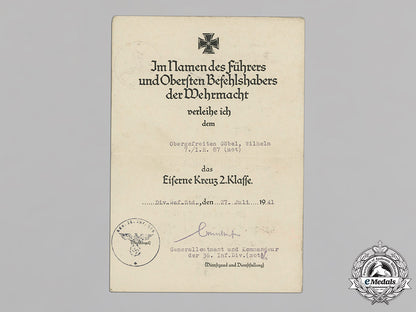 Im Namen des Führers
und Obersten Befehlshabers
der Wehrmacht
verleihe ich
dem
Obergefreiten Göbel, Wilhelm
7./I.R. 87 (mot)
das
Eiserne Kreuz 2.Klasse.
Div.Gef.Std., den 27. Juli 1941
Generalleutnant und Kommandeur
der 36. Inf.Div.(mot)
(Dienstgrad und Dienststellung)
eMedals